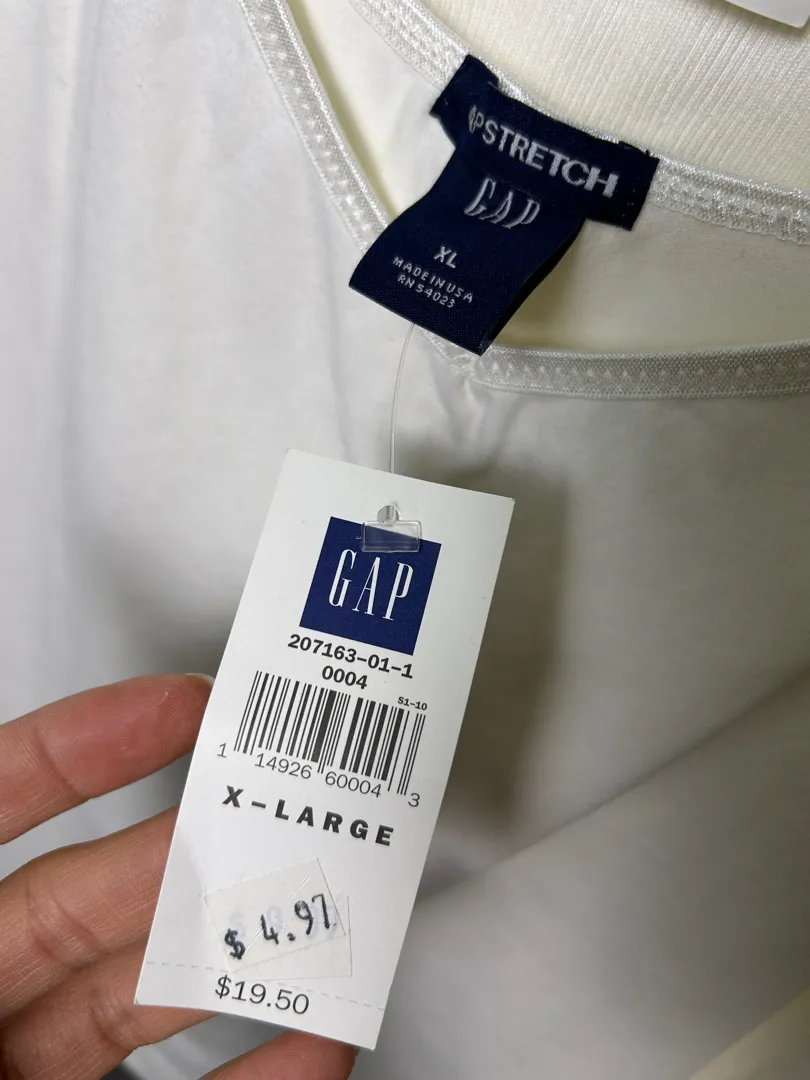 STRETCH
GAP
XL
MADE IN USA
RN 54023
GAP
207163-01-1
0004
S1-10
1 14926 60004 3
X-LARGE
$ 4.97
$19.50